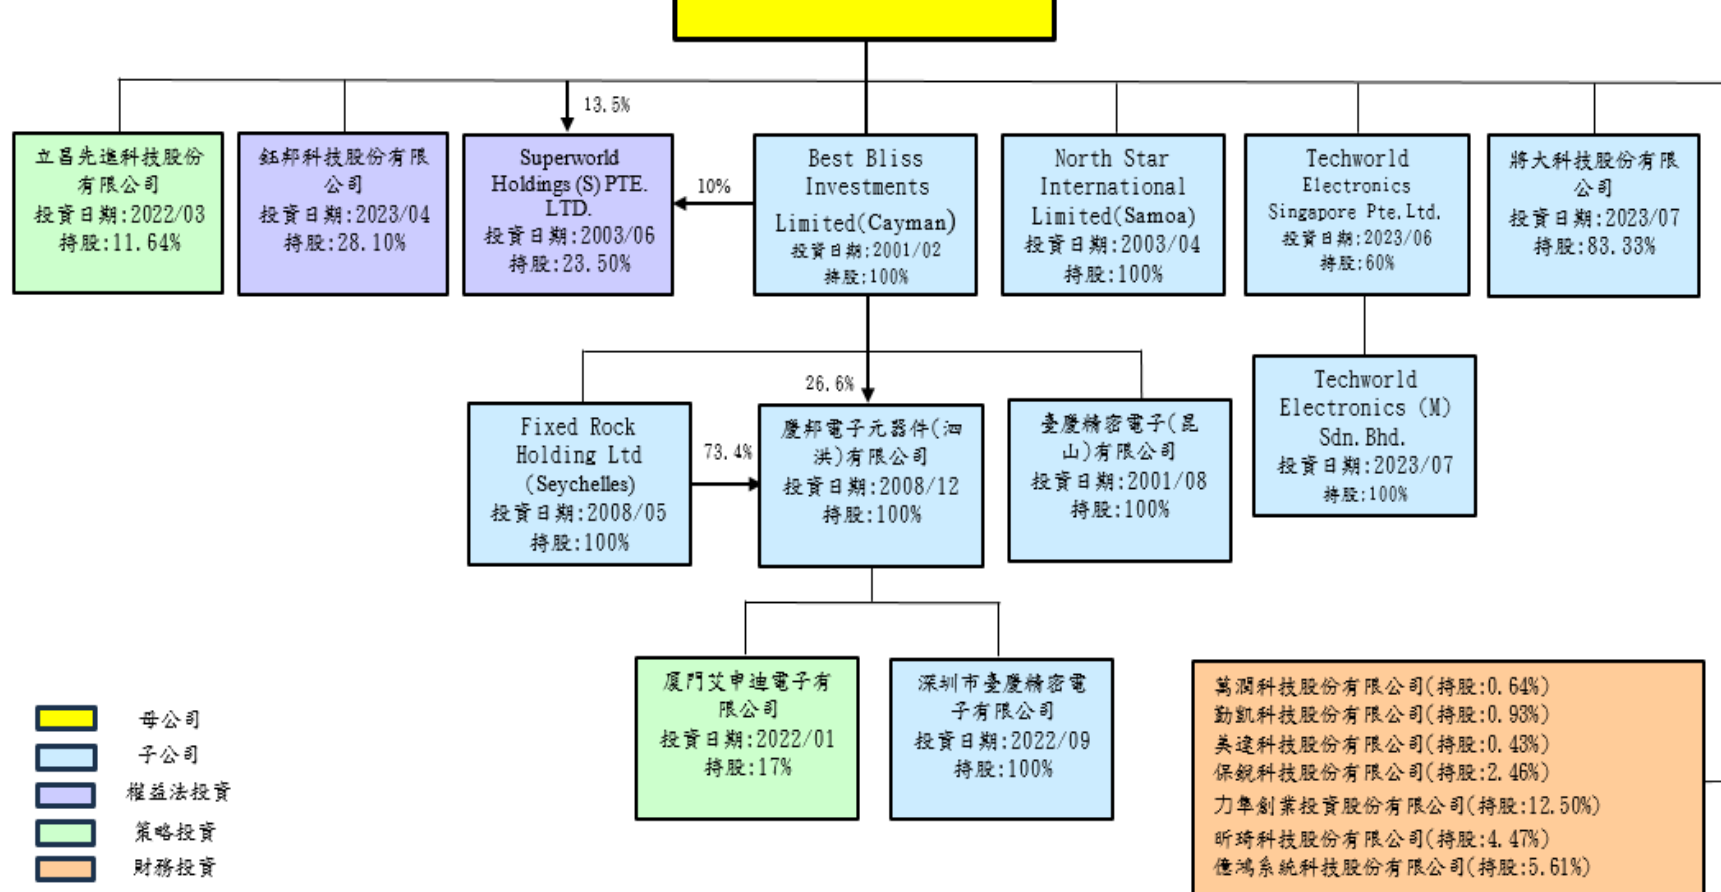 13.5%
立昌先進科技股份
有限公司
投資日期:2022/03
持股:11.64%
鈺邦科技股份有限
公司
投資日期:2023/04
持股:28.10%
Superworld
Holdings (S) PTE.
LTD.
投資日期:2003/06
持股:23.50%
10%
Best Bliss
Investments
Limited(Cayman)
投資日期:2001/02
持股:100%
North Star
International
Limited(Samoa)
投資日期:2003/04
持股:100%
Techworld
Electronics
Singapore Pte.Ltd.
投資日期:2023/06
持股:60%
將大科技股份有限
公司
投資日期:2023/07
持股:83.33%
26.6%
Fixed Rock
Holding Ltd
(Seychelles)
投資日期:2008/05
持股:100%
73.4%
慶邦電子元器件(泗
洪)有限公司
投資日期:2008/12
持股:100%
臺慶精密電子(昆
山)有限公司
投資日期:2001/08
持股:100%
Techworld
Electronics (M)
Sdn.Bhd.
投資日期:2023/07
持股:100%
廈門艾申迪電子有
限公司
投資日期:2022/01
持股:17%
深圳市臺慶精密電
子有限公司
投資日期:2022/09
持股:100%
萬潤科技股份有限公司(持股:0.64%)
勤凱科技股份有限公司(持股:0.93%)
美達科技股份有限公司(持股:0.43%)
保銳科技股份有限公司(持股:2.46%)
力隼創業投資股份有限公司(持股:12.50%)
昕琦科技股份有限公司(持股:4.47%)
億鴻系統科技股份有限公司(持股:5.61%)
母公司
子公司
權益法投資
策略投資
財務投資